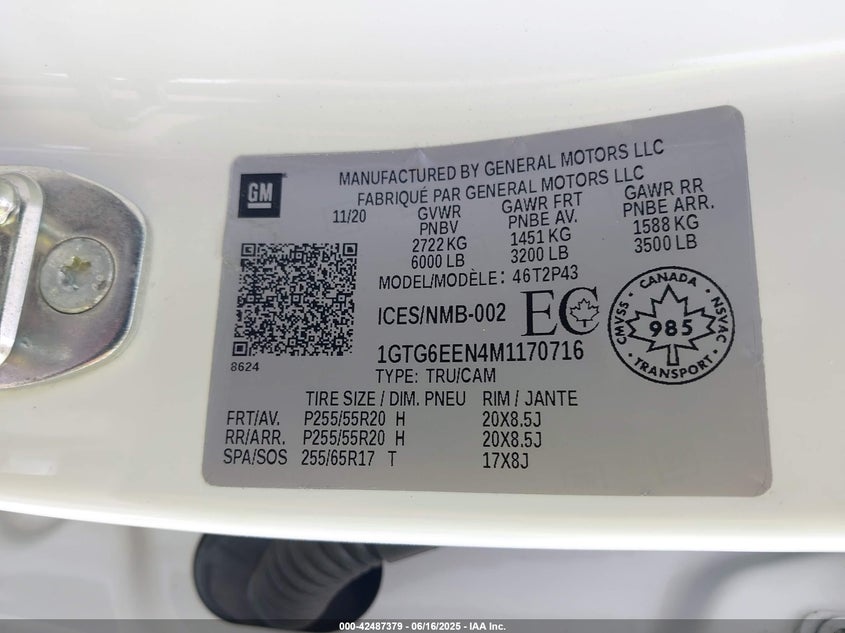 MANUFACTURED BY GENERAL MOTORS LLC
FABRIQUÉ PAR GENERAL MOTORS LLC
GM
11/20
GVWR GAWR FRT GAWR RR
PNBV PNBE AV. PNBE ARR.
2722 KG 1451 KG 1588 KG
6000 LB 3200 LB 3500 LB
MODEL/MODÈLE: 46T2P43
ICES/NMB-002 EC
CANADA
CMVSS NSVAC
985
TRANSPORT
8624
1GTG6EEN4M1170716
TYPE: TRU/CAM
TIRE SIZE / DIM. PNEU RIM / JANTE
FRT/AV. P255/55R20 H 20X8.5J
RR/ARR. P255/55R20 H 20X8.5J
SPA/SOS 255/65R17 T 17X8J
000-42487379 - 06/16/2025 - IAA Inc.